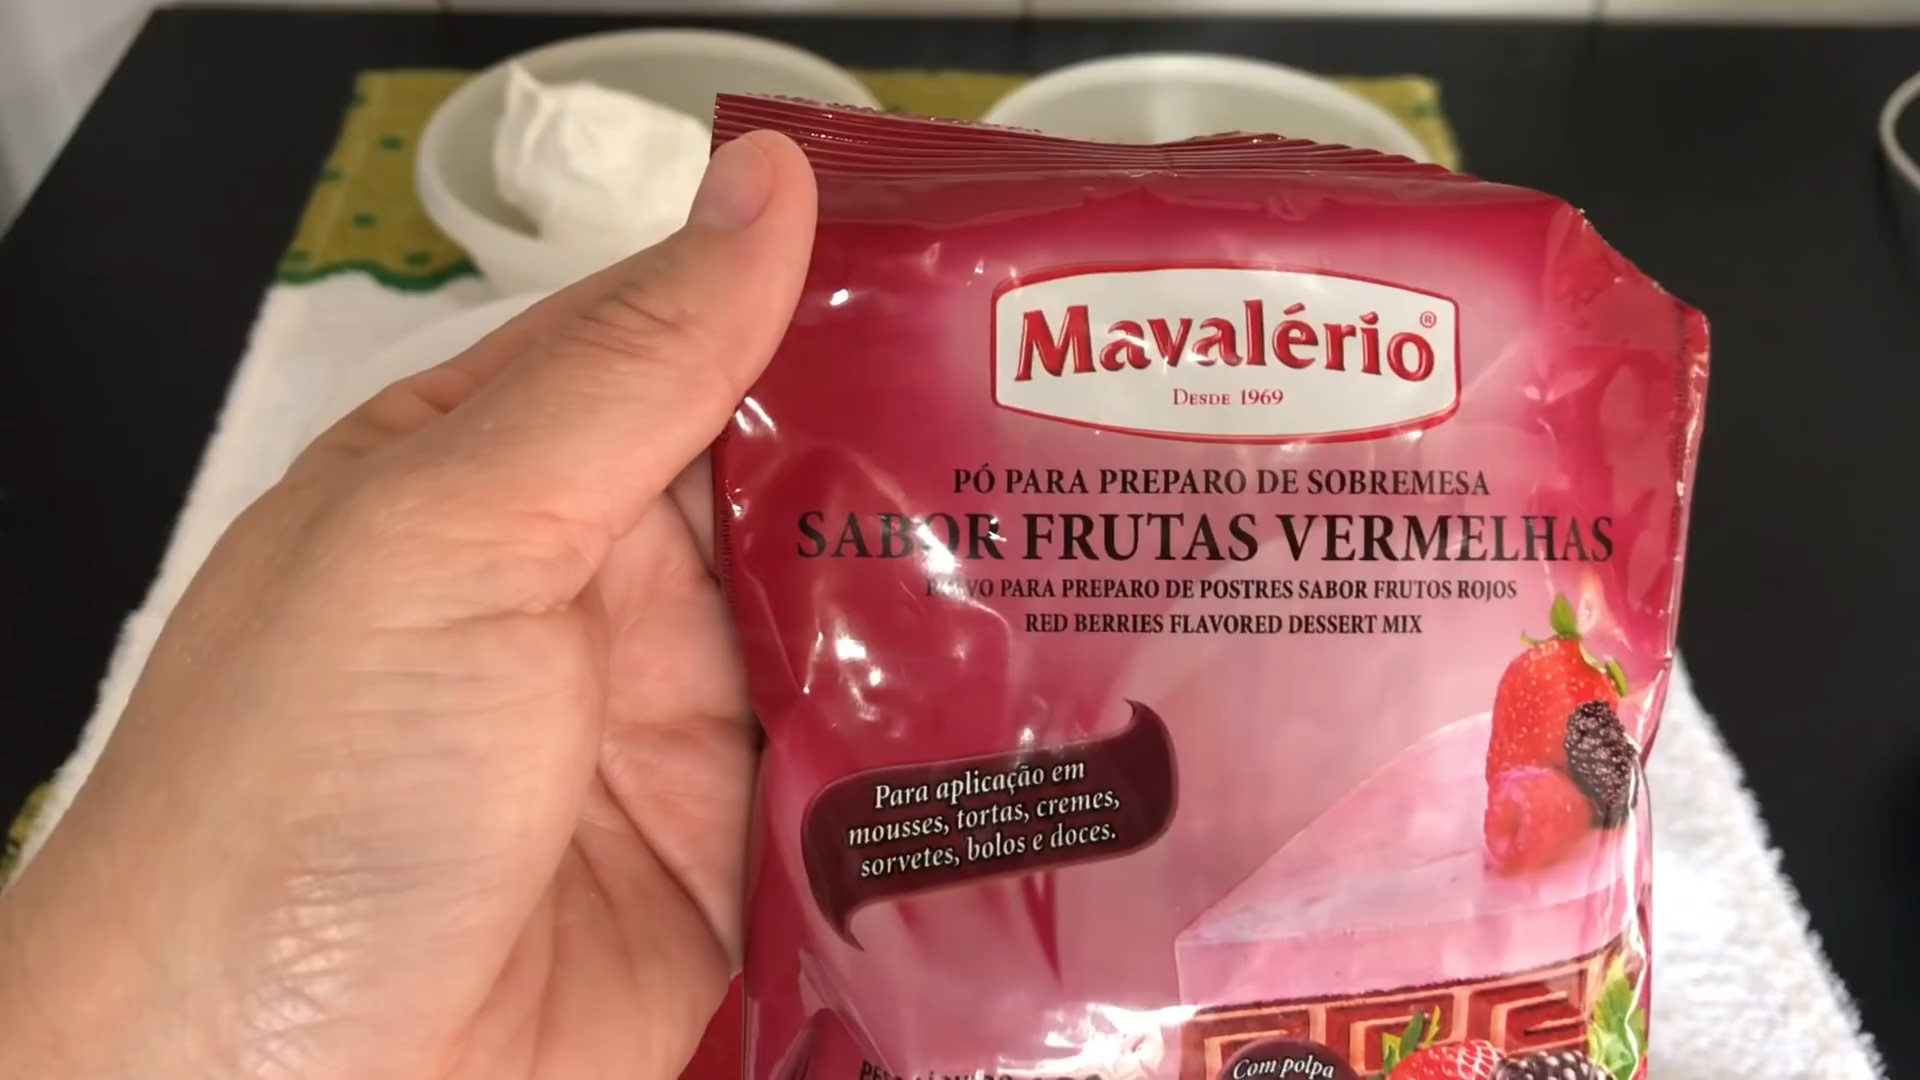 Mavalério®
DESDE 1969
PÓ PARA PREPARO DE SOBREMESA
SABOR FRUTAS VERMELHAS
PARA PREPARO DE POSTRES SABOR FRUTOS ROJOS
RED BERRIES FLAVORED DESSERT MIX
Para aplicação em
mousses, tortas, cremes,
sorvetes, bolos e doces.
Com polpa